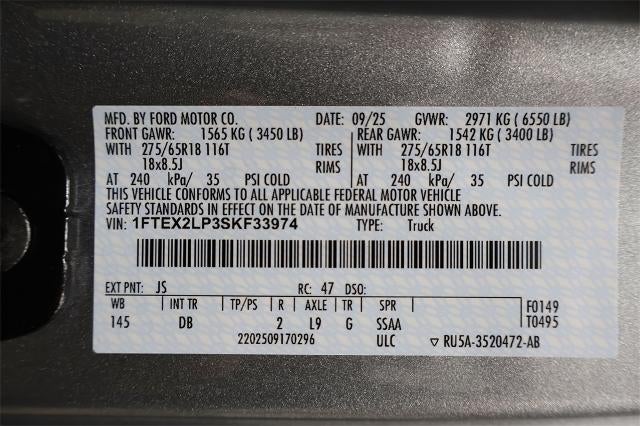 MFD. BY FORD MOTOR CO. DATE: 09/25 GVWR: 2971 KG (6550 LB)
FRONT GAWR: 1565 KG (3450 LB) REAR GAWR: 1542 KG (3400 LB)
WITH 275/65R18 116T TIRES WITH 275/65R18 116T TIRES
18x8.5J RIMS 18x8.5J RIMS
AT 240 kPa/ 35 PSI COLD AT 240 kPa/ 35 PSI COLD
THIS VEHICLE CONFORMS TO ALL APPLICABLE FEDERAL MOTOR VEHICLE
SAFETY STANDARDS IN EFFECT ON THE DATE OF MANUFACTURE SHOWN ABOVE.
VIN: 1FTEX2LP3SKF33974 TYPE: Truck
EXT PNT: JS RC: 47 DSO:
WB INT TR TP/PS R AXLE TR SPR F0149
145 DB 2 L9 G SSAA T0495
2202509170296 ULC ▽ RU5A-3520472-AB